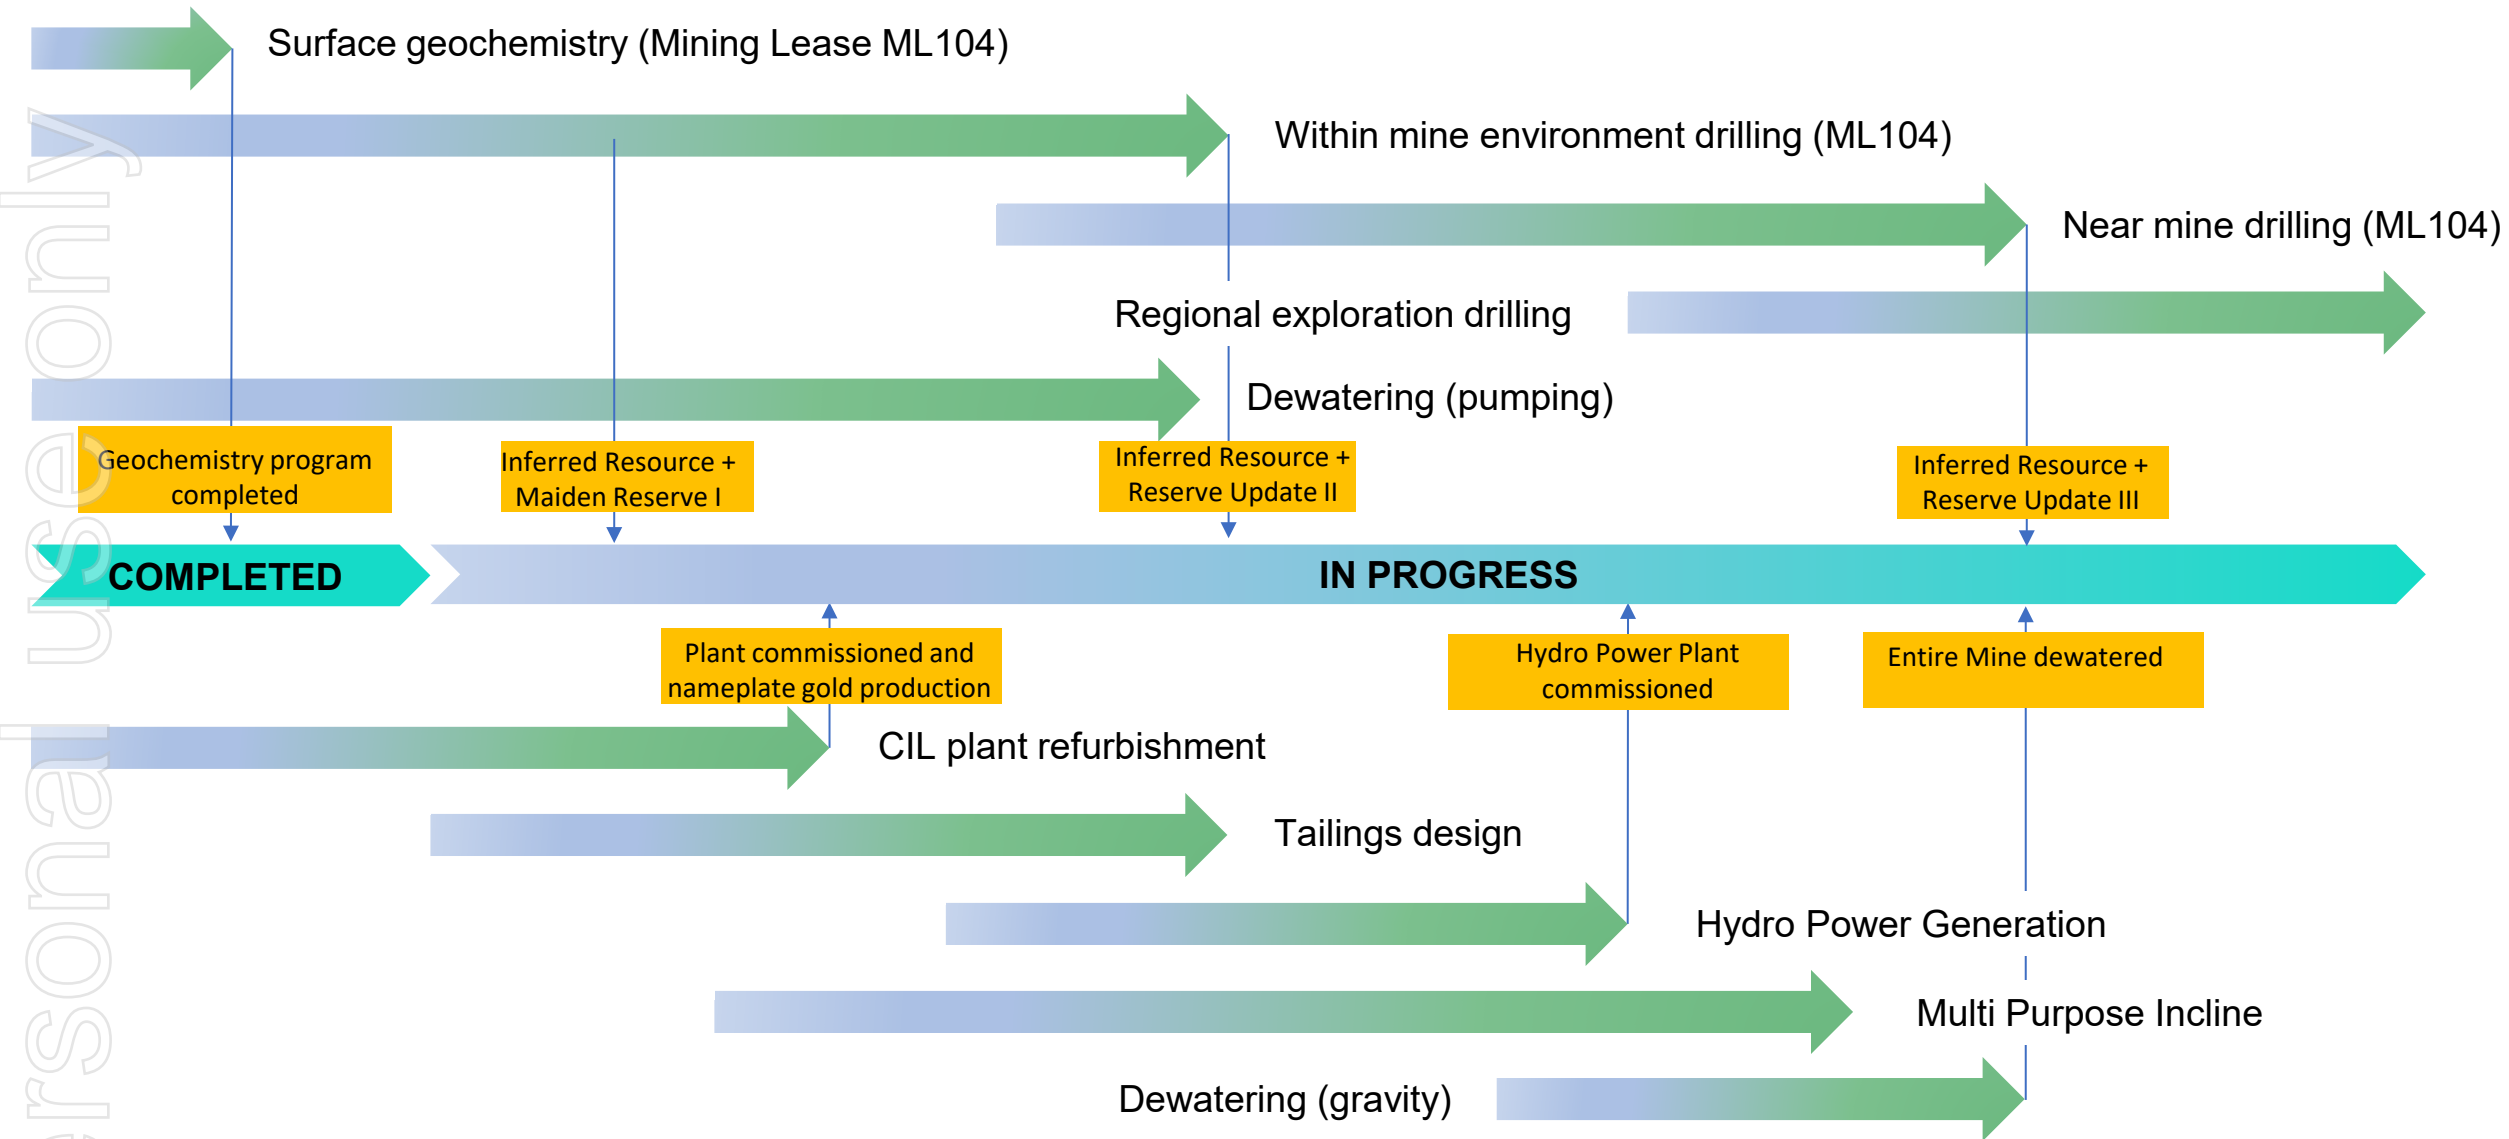 Surface geochemistry (Mining Lease ML104)
Within mine environment drilling (ML104)
Near mine drilling (ML104)
Regional exploration drilling
Dewatering (pumping)
Geochemistry program
completed
Inferred Resource +
Maiden Reserve I
Inferred Resource +
Reserve Update II
Inferred Resource +
Reserve Update III
COMPLETED
IN PROGRESS
Plant commissioned and
nameplate gold production
Hydro Power Plant
commissioned
Entire Mine dewatered
CIL plant refurbishment
Tailings design
Hydro Power Generation
Multi Purpose Incline
Dewatering (gravity)
ersonal use only